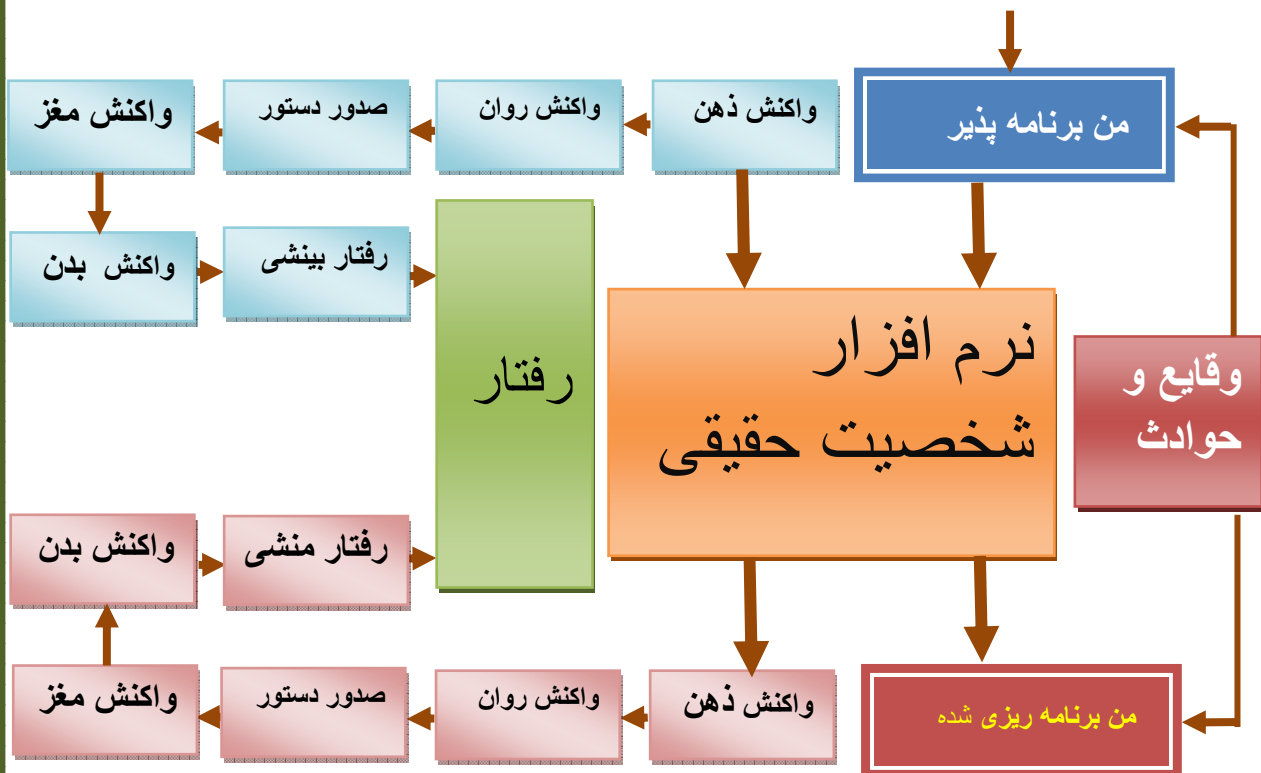 من برنامه پذیر
واکنش ذهن
واکنش روان
صدور دستور
واکنش مغز
واکنش بدن
رفتار بینشی
رفتار
نرم افزار
شخصیت حقیقی
وقایع و
حوادث
واکنش بدن
رفتار منشی
من برنامه ریزی شده
واکنش ذهن
واکنش روان
صدور دستور
واکنش مغز